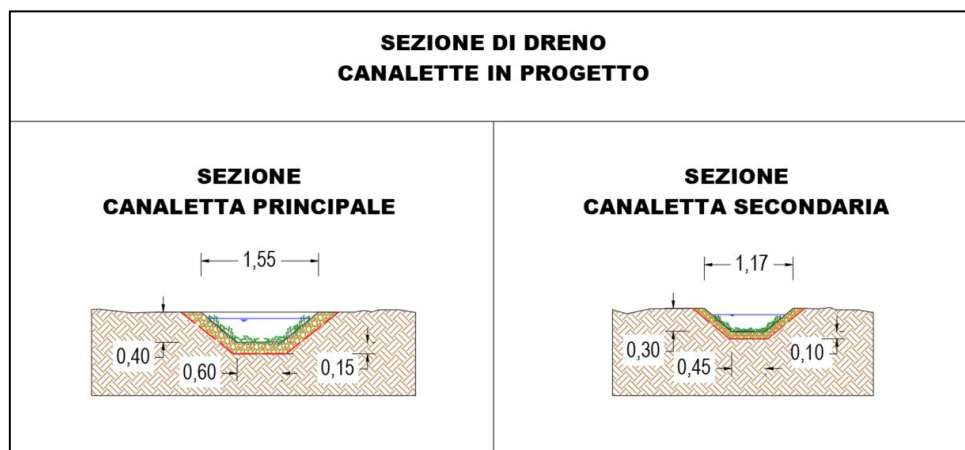 SEZIONE DI DRENO
CANALETTE IN PROGETTO
SEZIONE
CANALETTA PRINCIPALE
1,55
0,40
0,60
0,15
SEZIONE
CANALETTA SECONDARIA
1,17
0,30
0,45
0,10